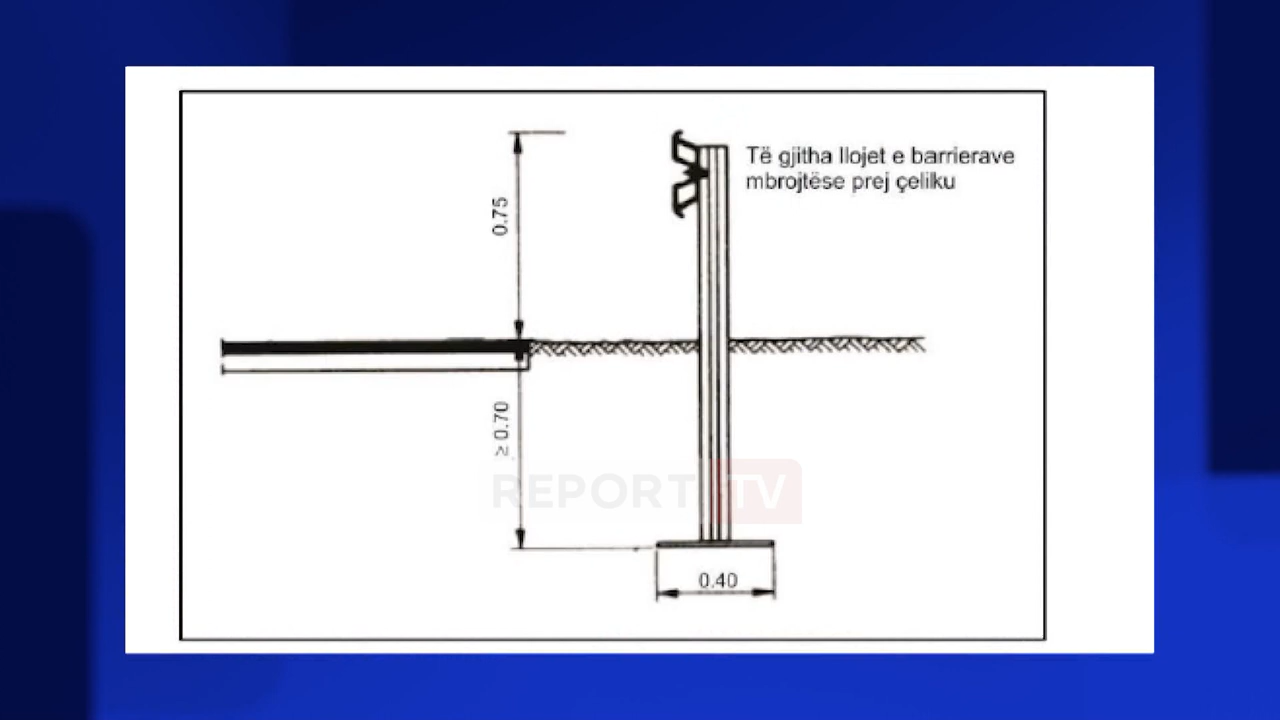 Të gjitha llojet e barrierave
mbrojtëse prej çeliku
0.75
≥ 0.70
REPORT TV
0.40